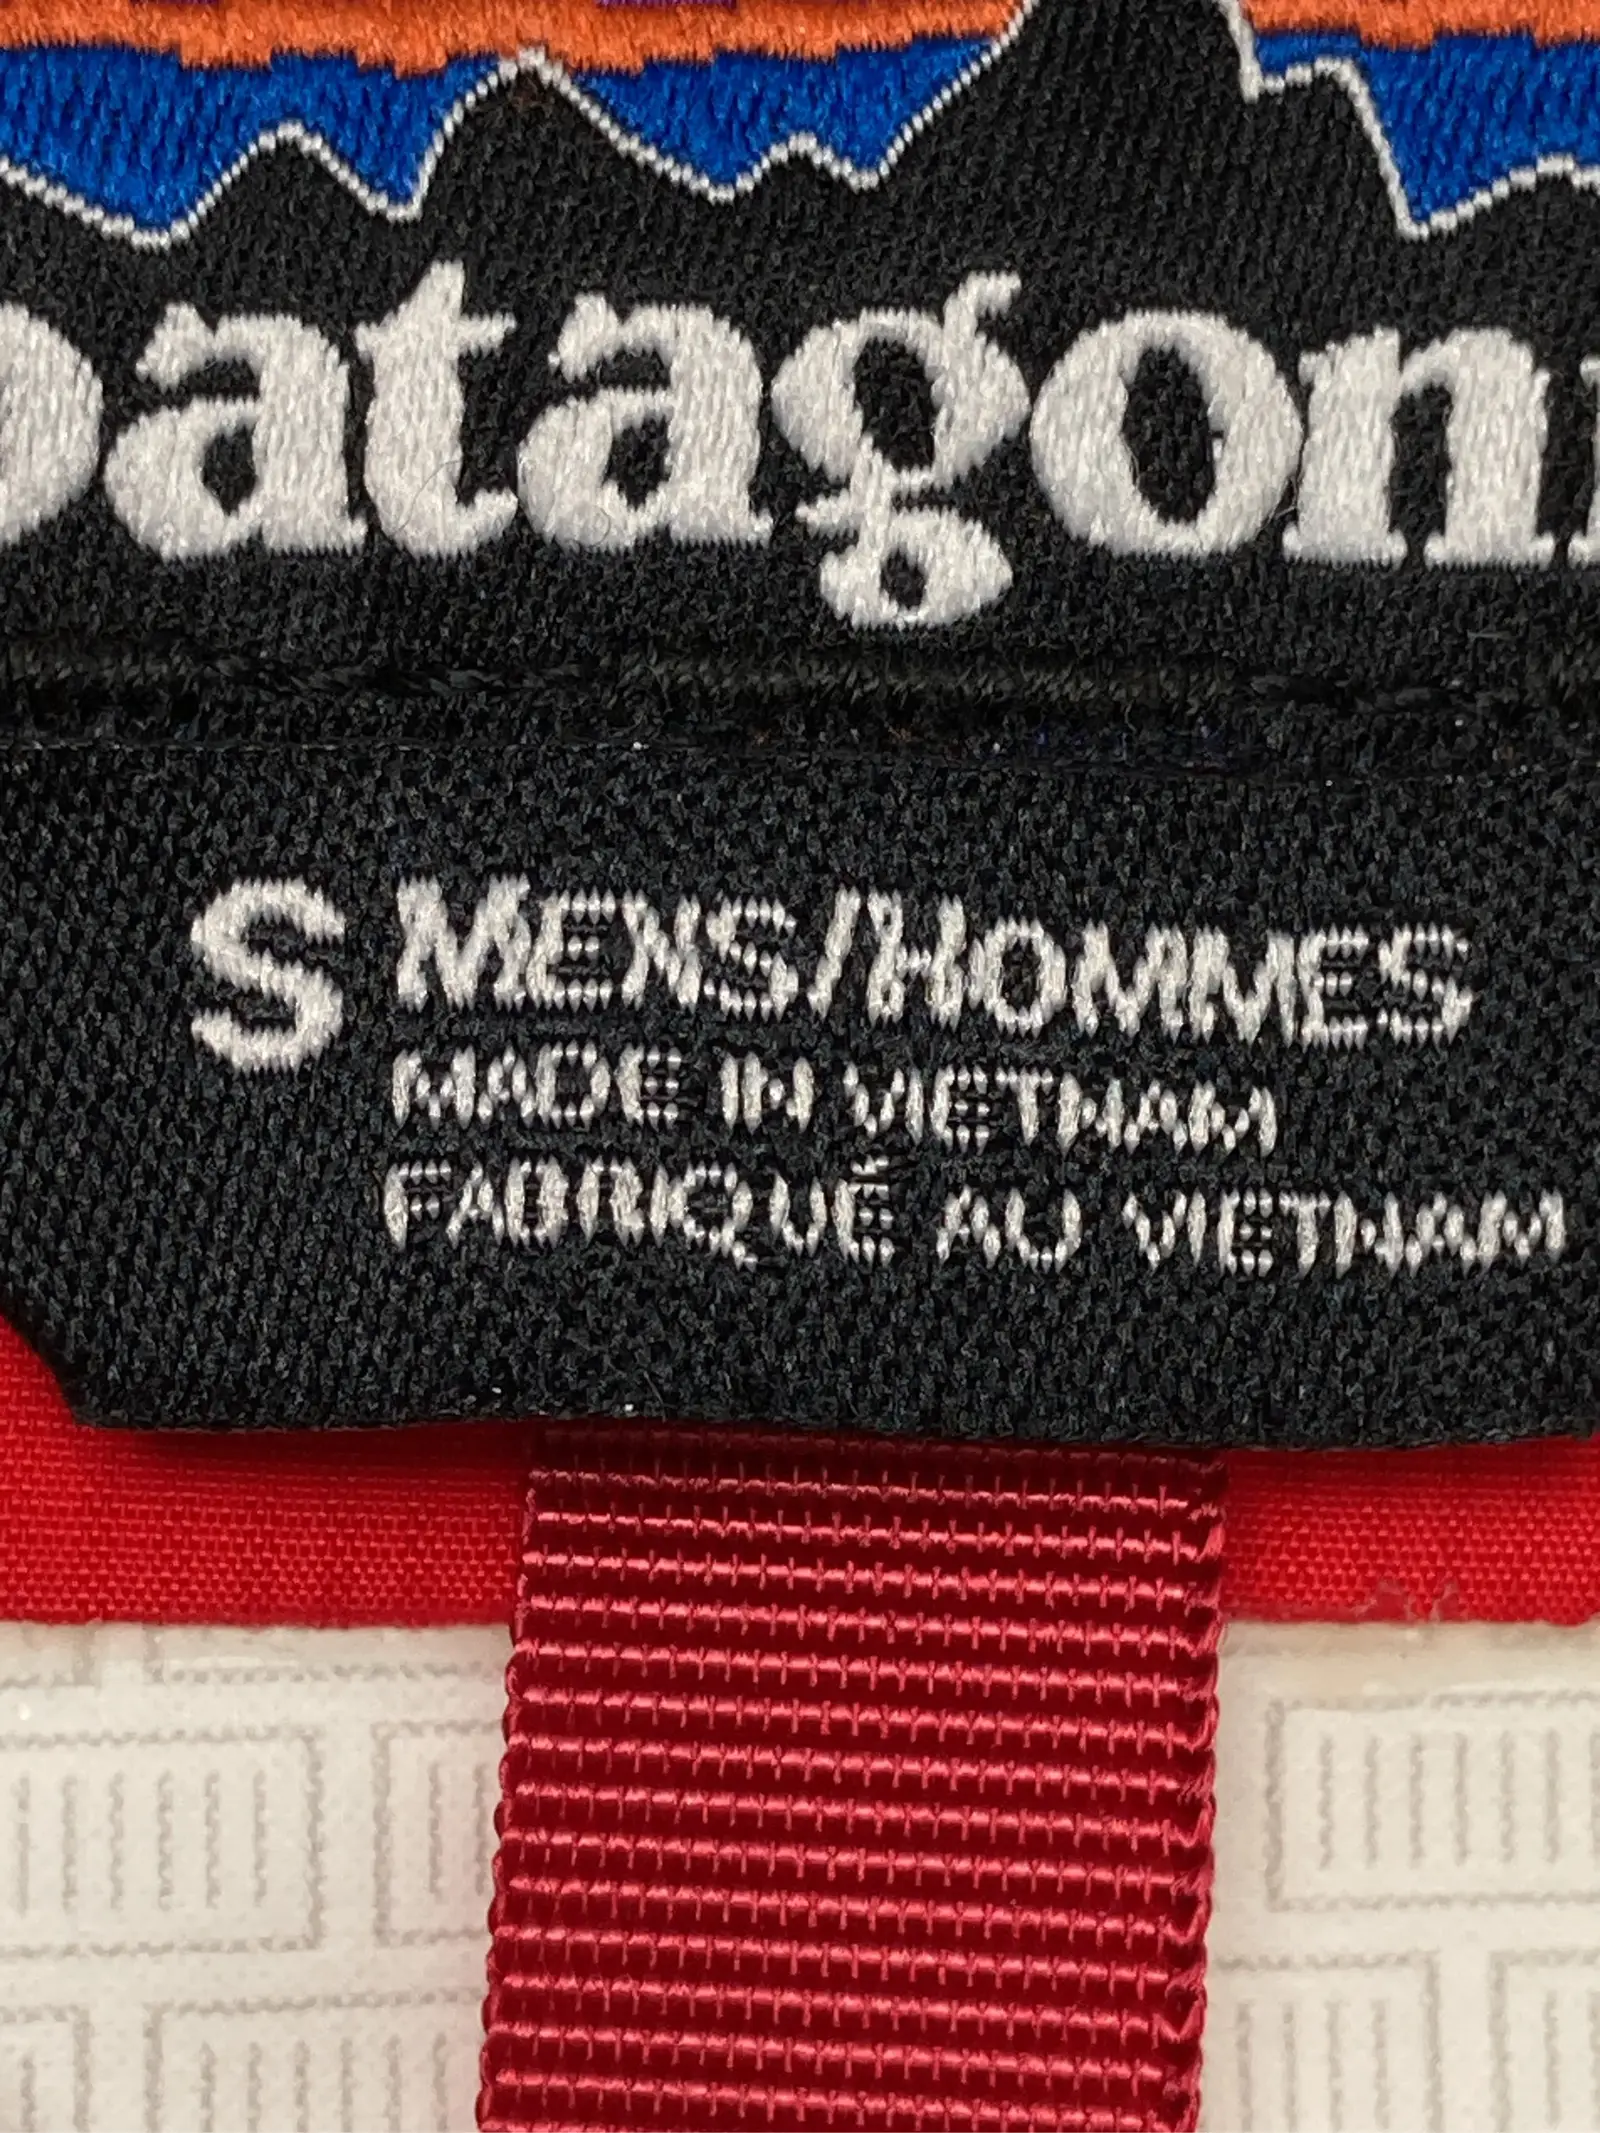 patagoni
S MENS/HOMMES
MADE IN VIETNAM
FABRIQUÉ AU VIETNAM